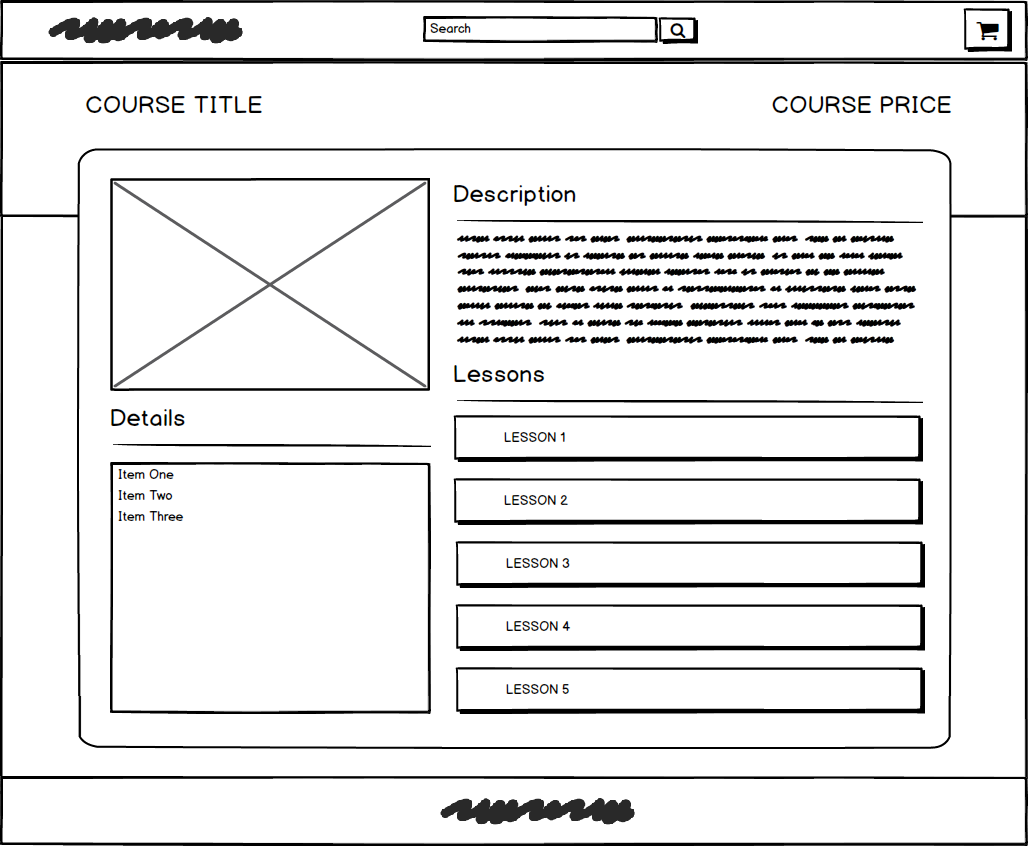 Search
COURSE TITLE
COURSE PRICE
Description
Lessons
LESSON 1
LESSON 2
LESSON 3
LESSON 4
LESSON 5
Details
Item One
Item Two
Item Three